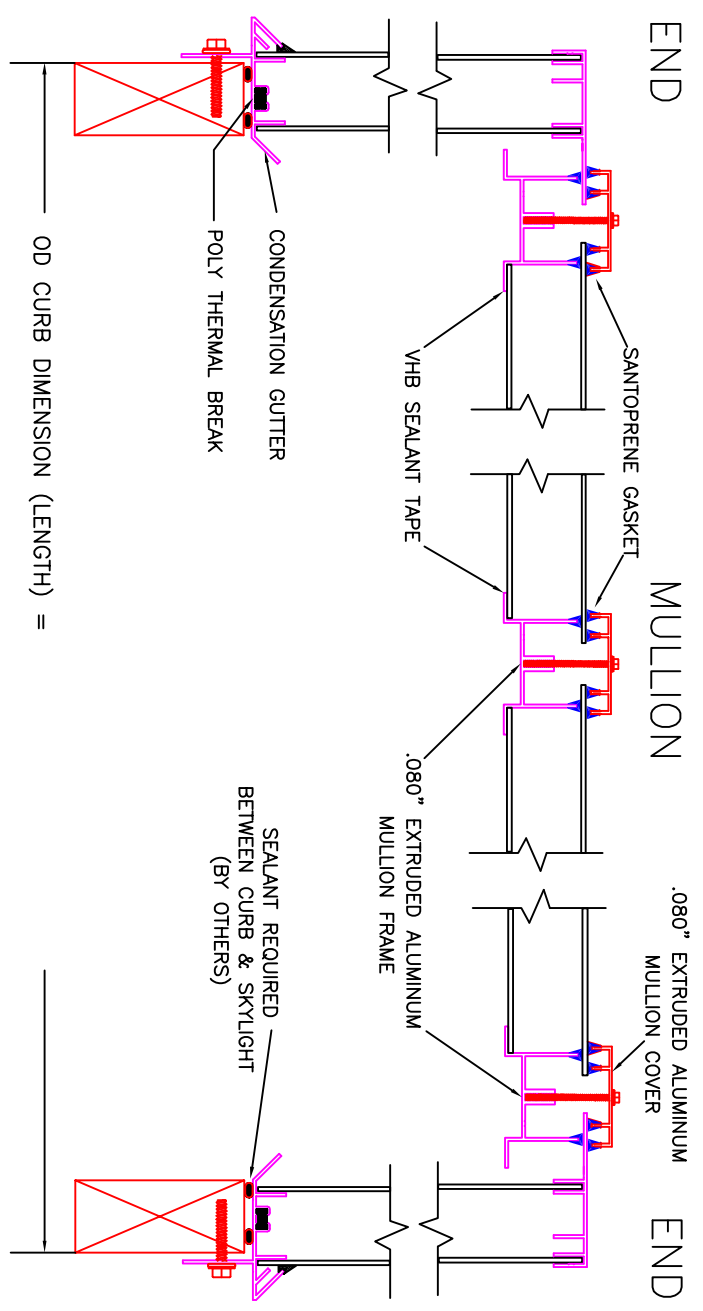 END
MULLION
END
.080" EXTRUDED ALUMINUM
MULLION COVER
SANTOPRENE GASKET
VHB SEALANT TAPE
.080" EXTRUDED ALUMINUM
MULLION FRAME
CONDENSATION GUTTER
POLY THERMAL BREAK
SEALANT REQUIRED
BETWEEN CURB & SKYLIGHT
(BY OTHERS)
OD CURB DIMENSION (LENGTH) =